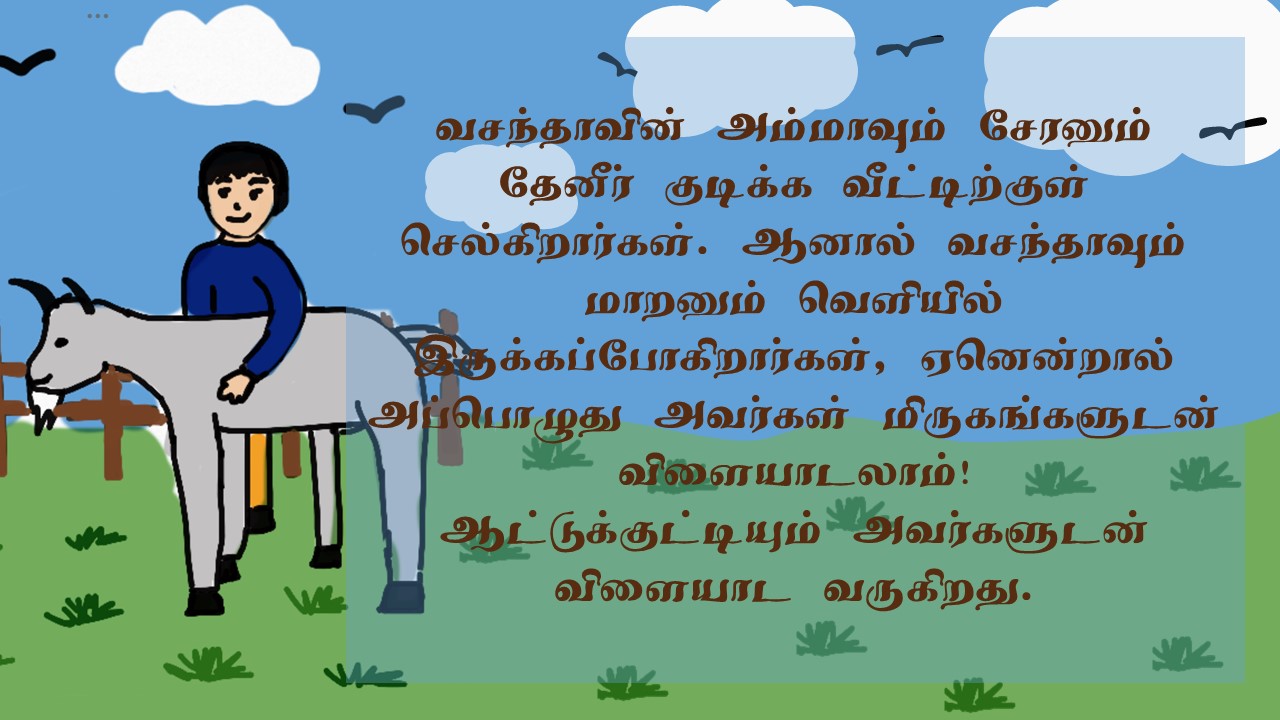 வசந்தாவின் அம்மாவும் சேரனும்
தேனீர் குடிக்க வீட்டிற்குள்
செல்கிறார்கள். ஆனால் வசந்தாவும்
மாறனும் வெளியில்
இருக்கப்போகிறார்கள், ஏனென்றால்
அப்பொழுது அவர்கள் மிருகங்களுடன்
விளையாடலாம்!
ஆட்டுக்குட்டியும் அவர்களுடன்
விளையாட வருகிறது.